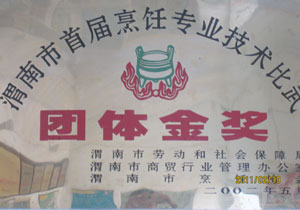 渭南市首届烹饪专业技术比武
团体金奖
渭南市劳动和社会保障局
渭南市商贸行业管理办公室
渭南市烹
二〇〇二年五